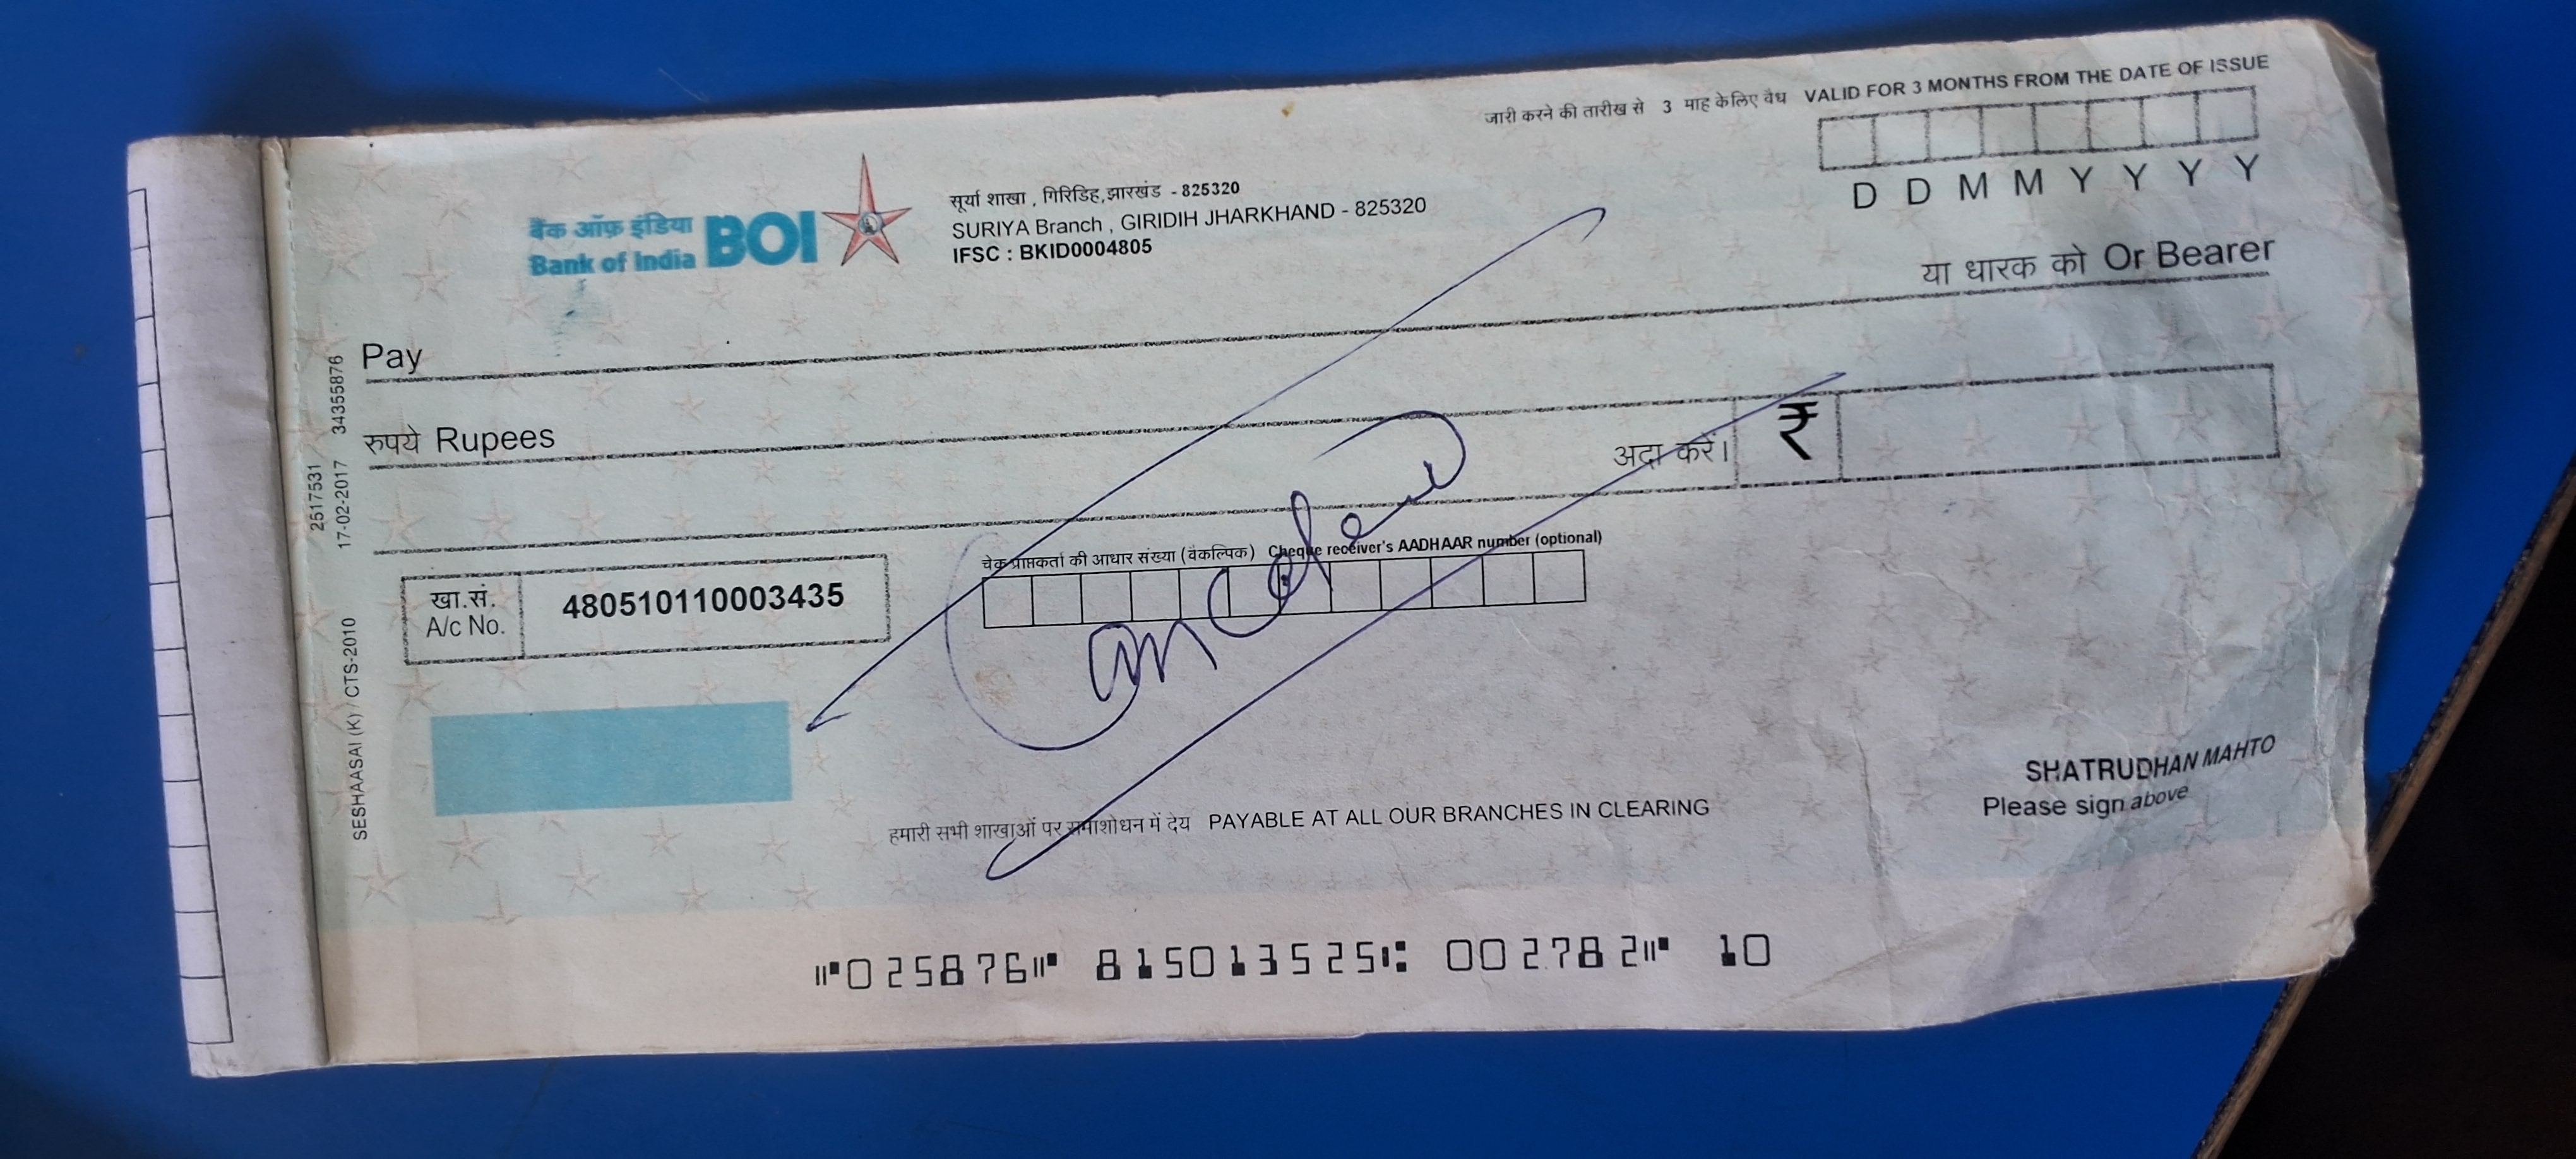 जारी करने की तारीख से 3 माह के लिए वैध VALID FOR 3 MONTHS FROM THE DATE OF ISSUE
D D M M Y Y Y Y
बैंक ऑफ़ इंडिया
Bank of India BOI
सूर्या शाखा , गिरिडिह,झारखंड - 825320
SURIYA Branch , GIRIDIH JHARKHAND - 825320
IFSC : BKID0004805
या धारक को Or Bearer
Pay
रुपये Rupees
अदा करें। ₹
चेक प्राप्तकर्ता की आधार संख्या (वैकल्पिक) Cheque receiver's AADHAAR number (optional)
खा.सं.
A/c No. 480510110003435
SHATRUDHAN MAHTO
Please sign above
हमारी सभी शाखाओं पर समाशोधन में देय PAYABLE AT ALL OUR BRANCHES IN CLEARING
⑈025876⑈ 815013525⑆ 002782⑈ 10
2517531
17-02-2017 34355876
SESHAASAI (K) / CTS-2010